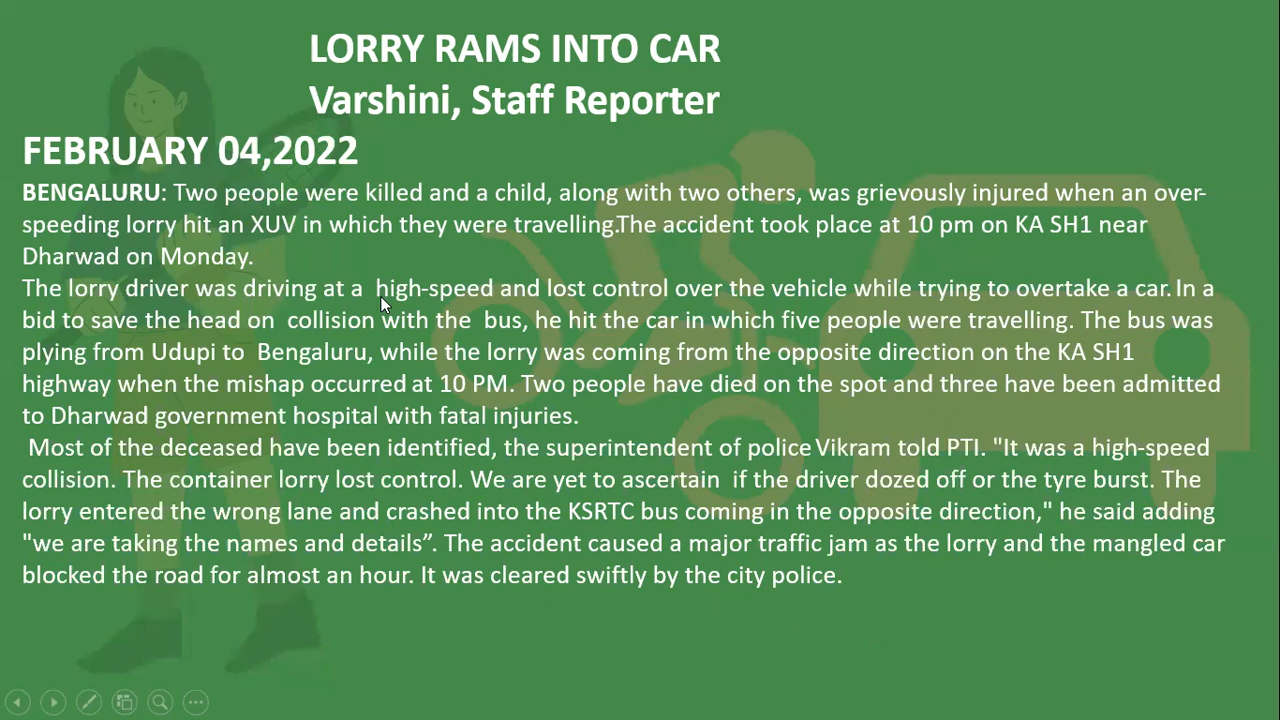 LORRY RAMS INTO CAR
Varshini, Staff Reporter
FEBRUARY 04,2022
BENGALURU: Two people were killed and a child, along with two others, was grievously injured when an over-
speeding lorry hit an XUV in which they were travelling.The accident took place at 10 pm on KA SH1 near
Dharwad on Monday.
The lorry driver was driving at a high-speed and lost control over the vehicle while trying to overtake a car. In a
bid to save the head on collision with the bus, he hit the car in which five people were travelling. The bus was
plying from Udupi to Bengaluru, while the lorry was coming from the opposite direction on the KA SH1
highway when the mishap occurred at 10 PM. Two people have died on the spot and three have been admitted
to Dharwad government hospital with fatal injuries.
Most of the deceased have been identified, the superintendent of police Vikram told PTI. "It was a high-speed
collision. The container lorry lost control. We are yet to ascertain if the driver dozed off or the tyre burst. The
lorry entered the wrong lane and crashed into the KSRTC bus coming in the opposite direction," he said adding
"we are taking the names and details”. The accident caused a major traffic jam as the lorry and the mangled car
blocked the road for almost an hour. It was cleared swiftly by the city police.